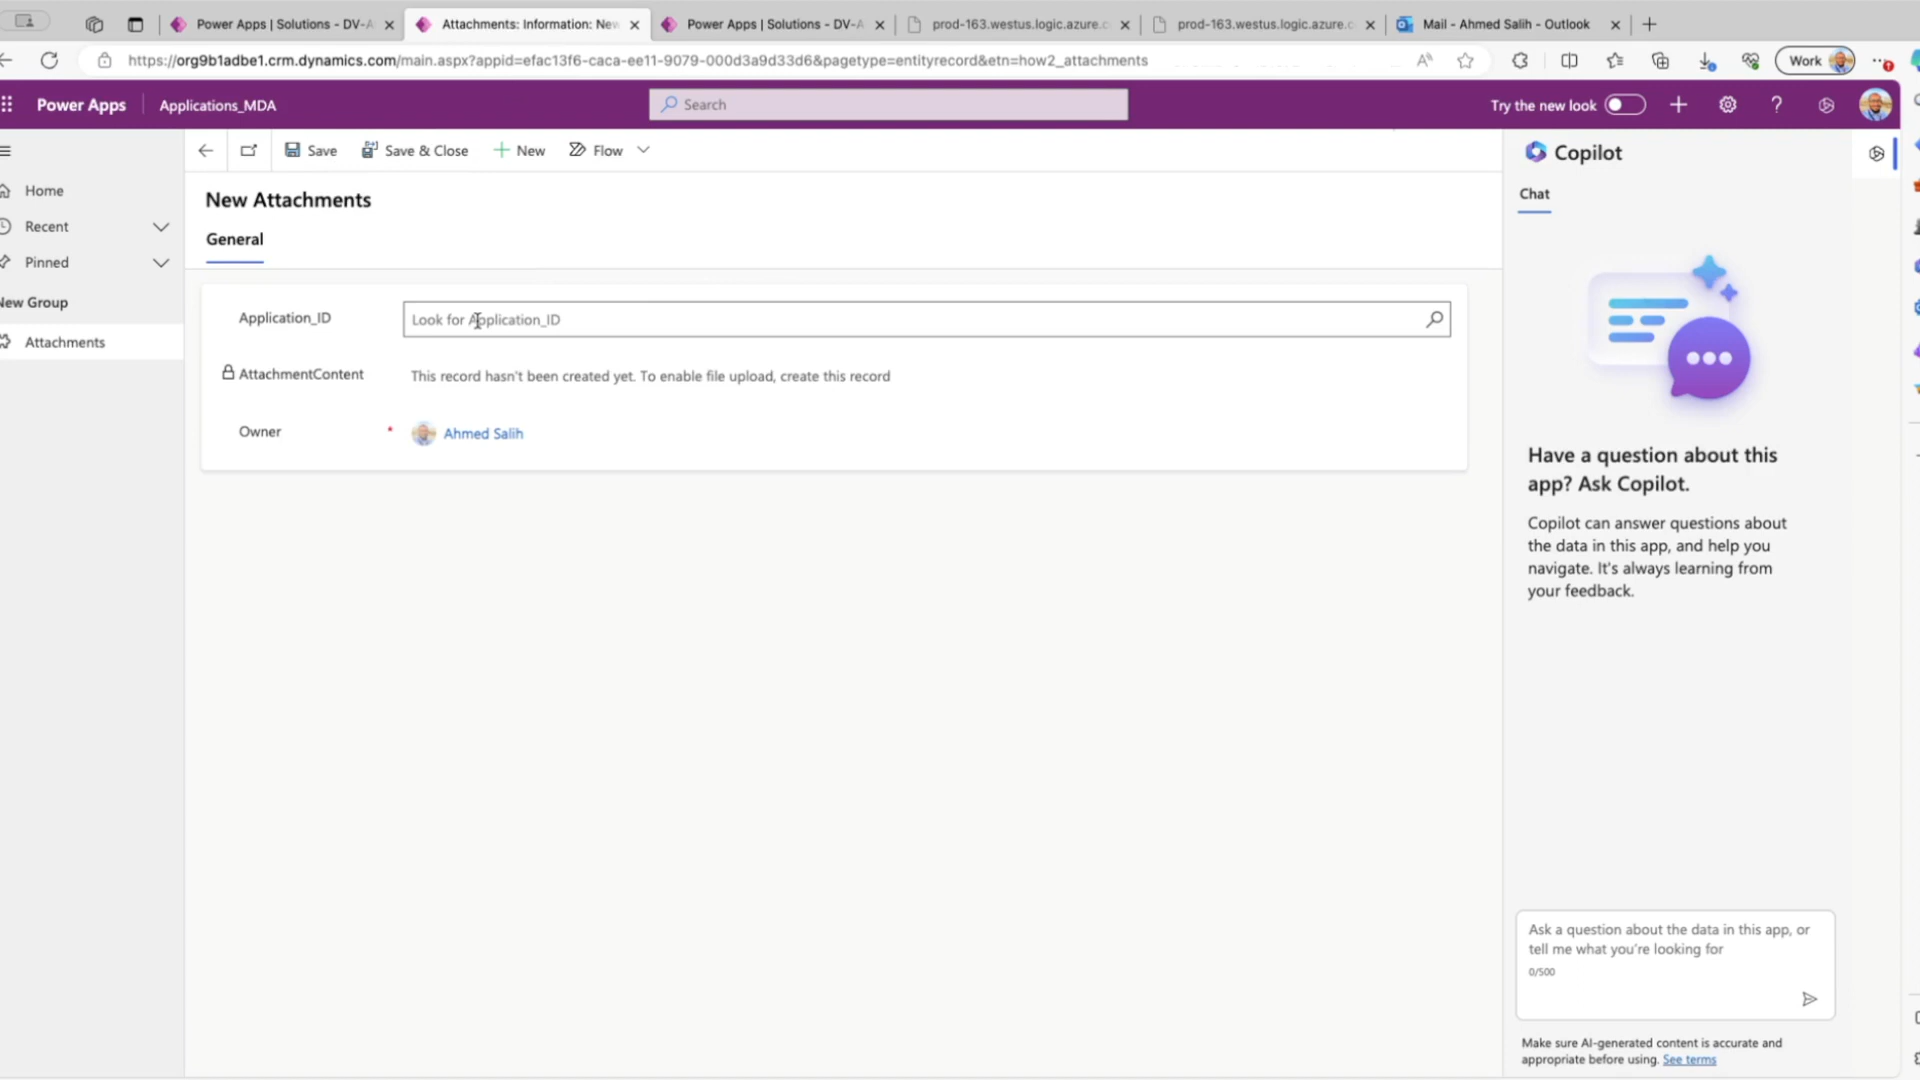 Power Apps | Solutions - DV-A
Attachments: Information: New
Power Apps | Solutions - DV-A
prod-163.westus.logic.azure.c
prod-163.westus.logic.azure.c
Mail - Ahmed Salih - Outlook
https://org9b1adbe1.crm.dynamics.com/main.aspx?appid=efac13f6-caca-ee11-9079-000d3a9d33d6&pagetype=entityrecord&etn=how2_attachments
Work
Power Apps
Applications_MDA
Search
Try the new look
Save
Save & Close
New
Flow
Home
Recent
Pinned
New Group
Attachments
New Attachments
General
Application_ID
Look for Application_ID
AttachmentContent
This record hasn't been created yet. To enable file upload, create this record
Owner
*
Ahmed Salih
Copilot
Chat
Have a question about this
app? Ask Copilot.
Copilot can answer questions about
the data in this app, and help you
navigate. It's always learning from
your feedback.
Ask a question about the data in this app, or
tell me what you're looking for
0/500
Make sure AI-generated content is accurate and
appropriate before using. See terms